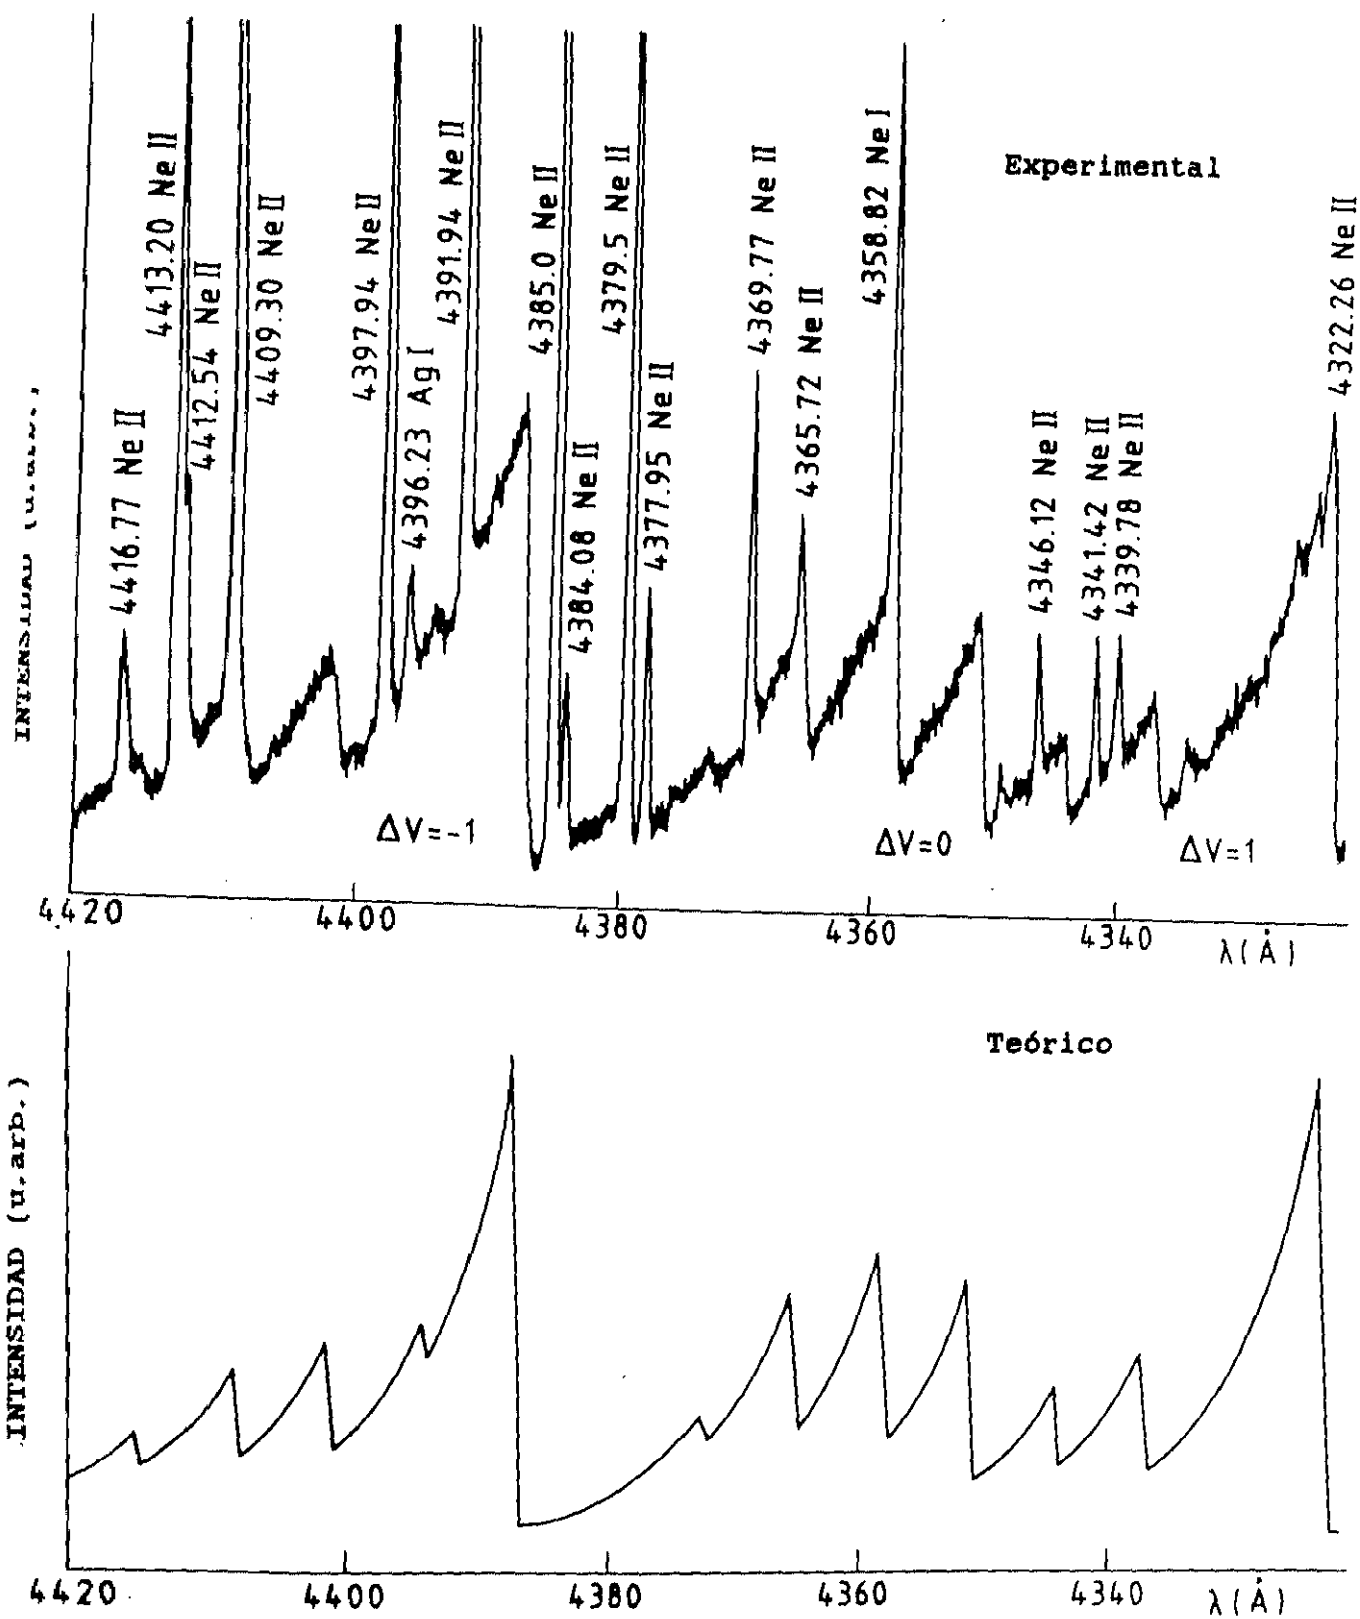 Experimental
INTENSIDAD
4416.77 Ne II
4413.20 Ne II
4412.54 Ne II
4409.30 Ne II
4397.94 Ne II
4396.23 Ag I
4391.94 Ne II
4385.0 Ne II
4384.08 Ne II
4379.5 Ne II
4377.95 Ne II
4369.77 Ne II
4365.72 Ne II
4358.82 Ne I
4346.12 Ne II
4341.42 Ne II
4339.78 Ne II
4322.26 Ne II
ΔV=-1
ΔV=0
ΔV=1
4420 4400 4380 4360 4340 λ(Å)
Teórico
INTENSIDAD (u.arb.)
4420 4400 4380 4360 4340 λ(Å)